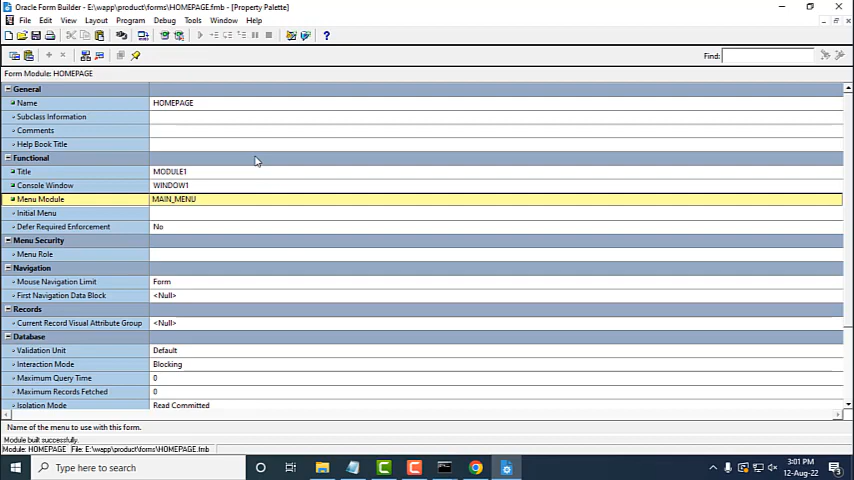 Oracle Form Builder - E:\wapp\product\forms\HOMEPAGE.fmb - [Property Palette]
File Edit View Layout Program Debug Tools Window Help
Find:
Form Module: HOMEPAGE
General
Name HOMEPAGE
Subclass Information
Comments
Help Book Title
Functional
Title MODULE1
Console Window WINDOW1
Menu Module MAIN_MENU
Initial Menu
Defer Required Enforcement No
Menu Security
Menu Role
Navigation
Mouse Navigation Limit Form
First Navigation Data Block <Null>
Records
Current Record Visual Attribute Group <Null>
Database
Validation Unit Default
Interaction Mode Blocking
Maximum Query Time 0
Maximum Records Fetched 0
Isolation Mode Read Committed
Name of the menu to use with this form.
Module built successfully.
Module: HOMEPAGE File: E:\wapp\product\forms\HOMEPAGE.fmb
Type here to search
3:01 PM
12-Aug-22